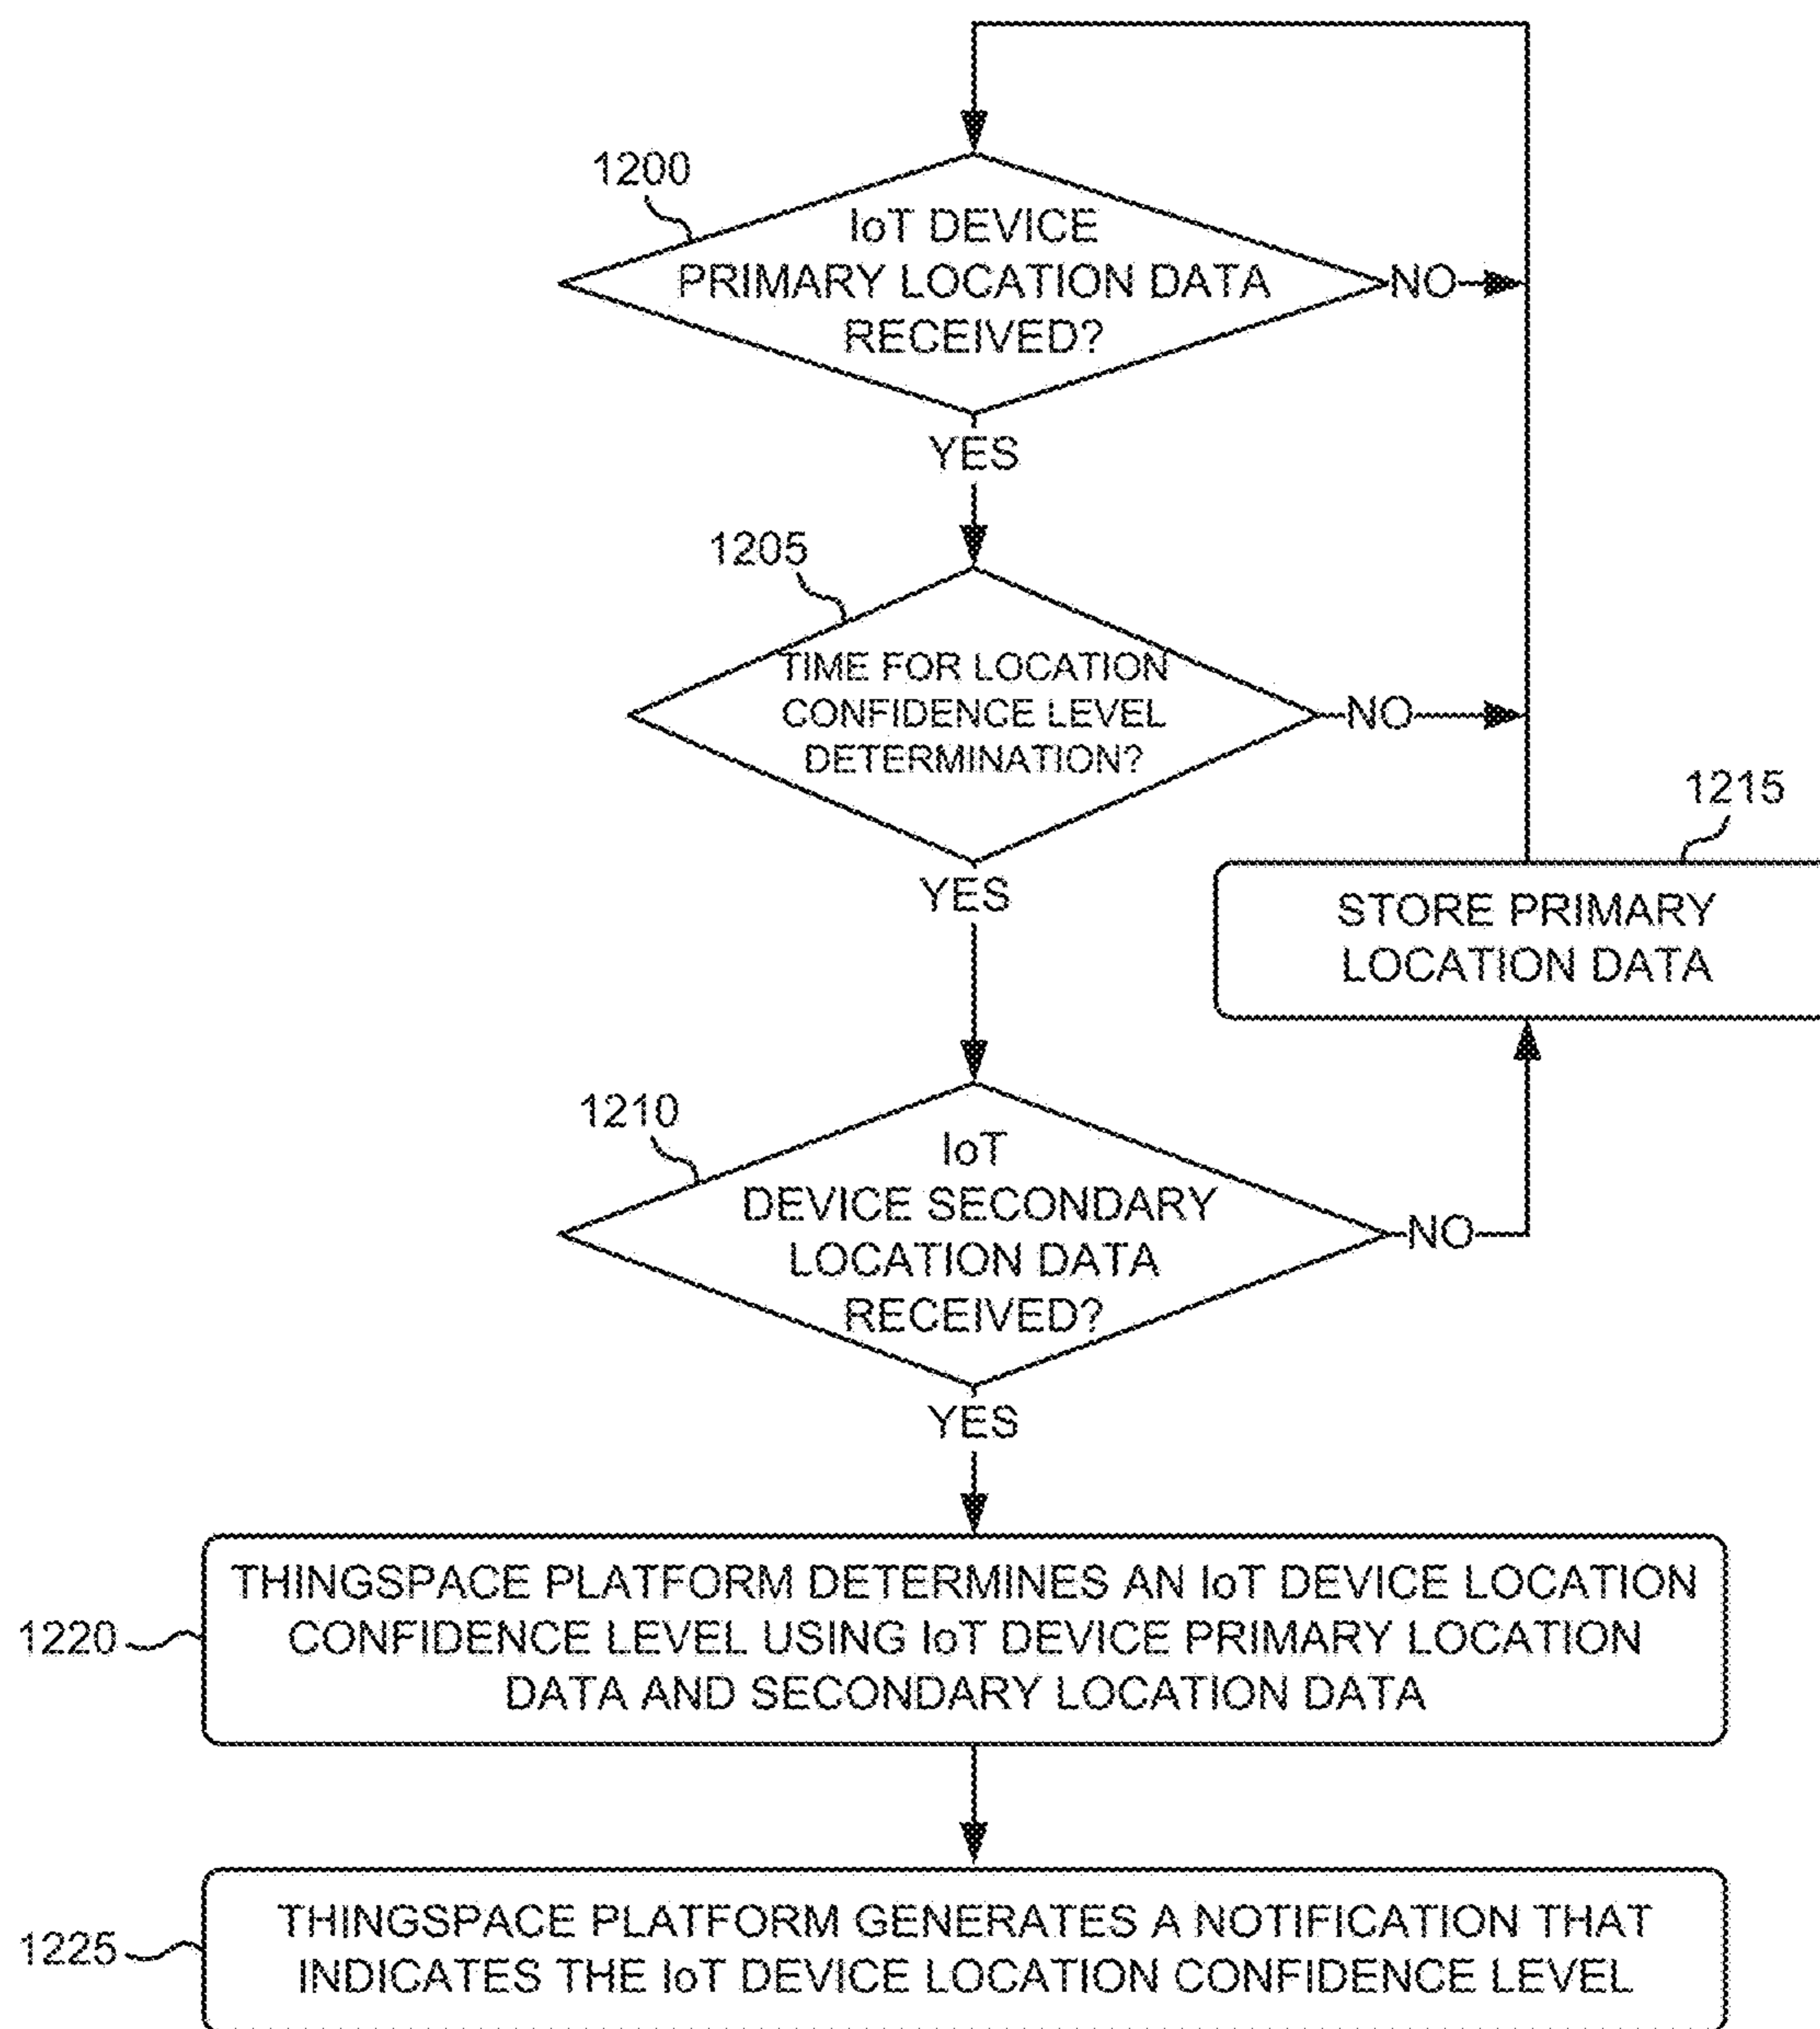 1200
IoT DEVICE
PRIMARY LOCATION DATA
RECEIVED?
NO
YES
1205
TIME FOR LOCATION
CONFIDENCE LEVEL
DETERMINATION?
NO
YES
1215
STORE PRIMARY
LOCATION DATA
1210
IoT
DEVICE SECONDARY
LOCATION DATA
RECEIVED?
NO
YES
1220
THINGSPACE PLATFORM DETERMINES AN IoT DEVICE LOCATION
CONFIDENCE LEVEL USING IoT DEVICE PRIMARY LOCATION
DATA AND SECONDARY LOCATION DATA
1225
THINGSPACE PLATFORM GENERATES A NOTIFICATION THAT
INDICATES THE IoT DEVICE LOCATION CONFIDENCE LEVEL